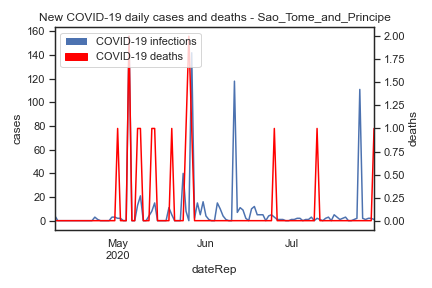 New COVID-19 daily cases and deaths - Sao_Tome_and_Principe
COVID-19 infections
COVID-19 deaths
160
140
120
100
80
60
40
20
0
cases
2.00
1.75
1.50
1.25
1.00
0.75
0.50
0.25
0.00
deaths
May
2020
Jun
Jul
dateRep